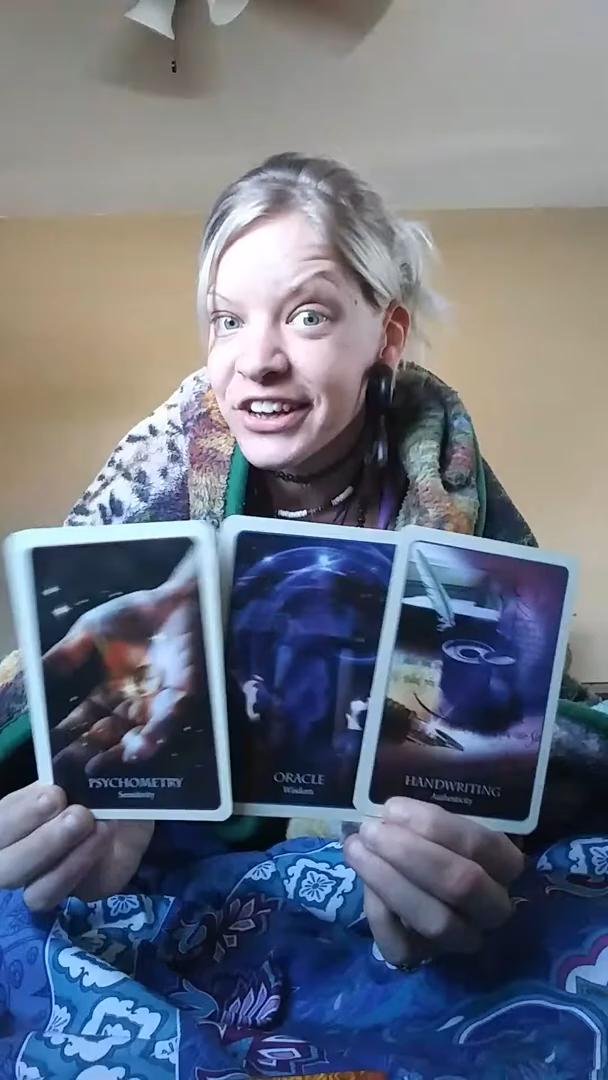 PSYCHOMETRY
Sensitivity
ORACLE
Wisdom
HANDWRITING
Authenticity